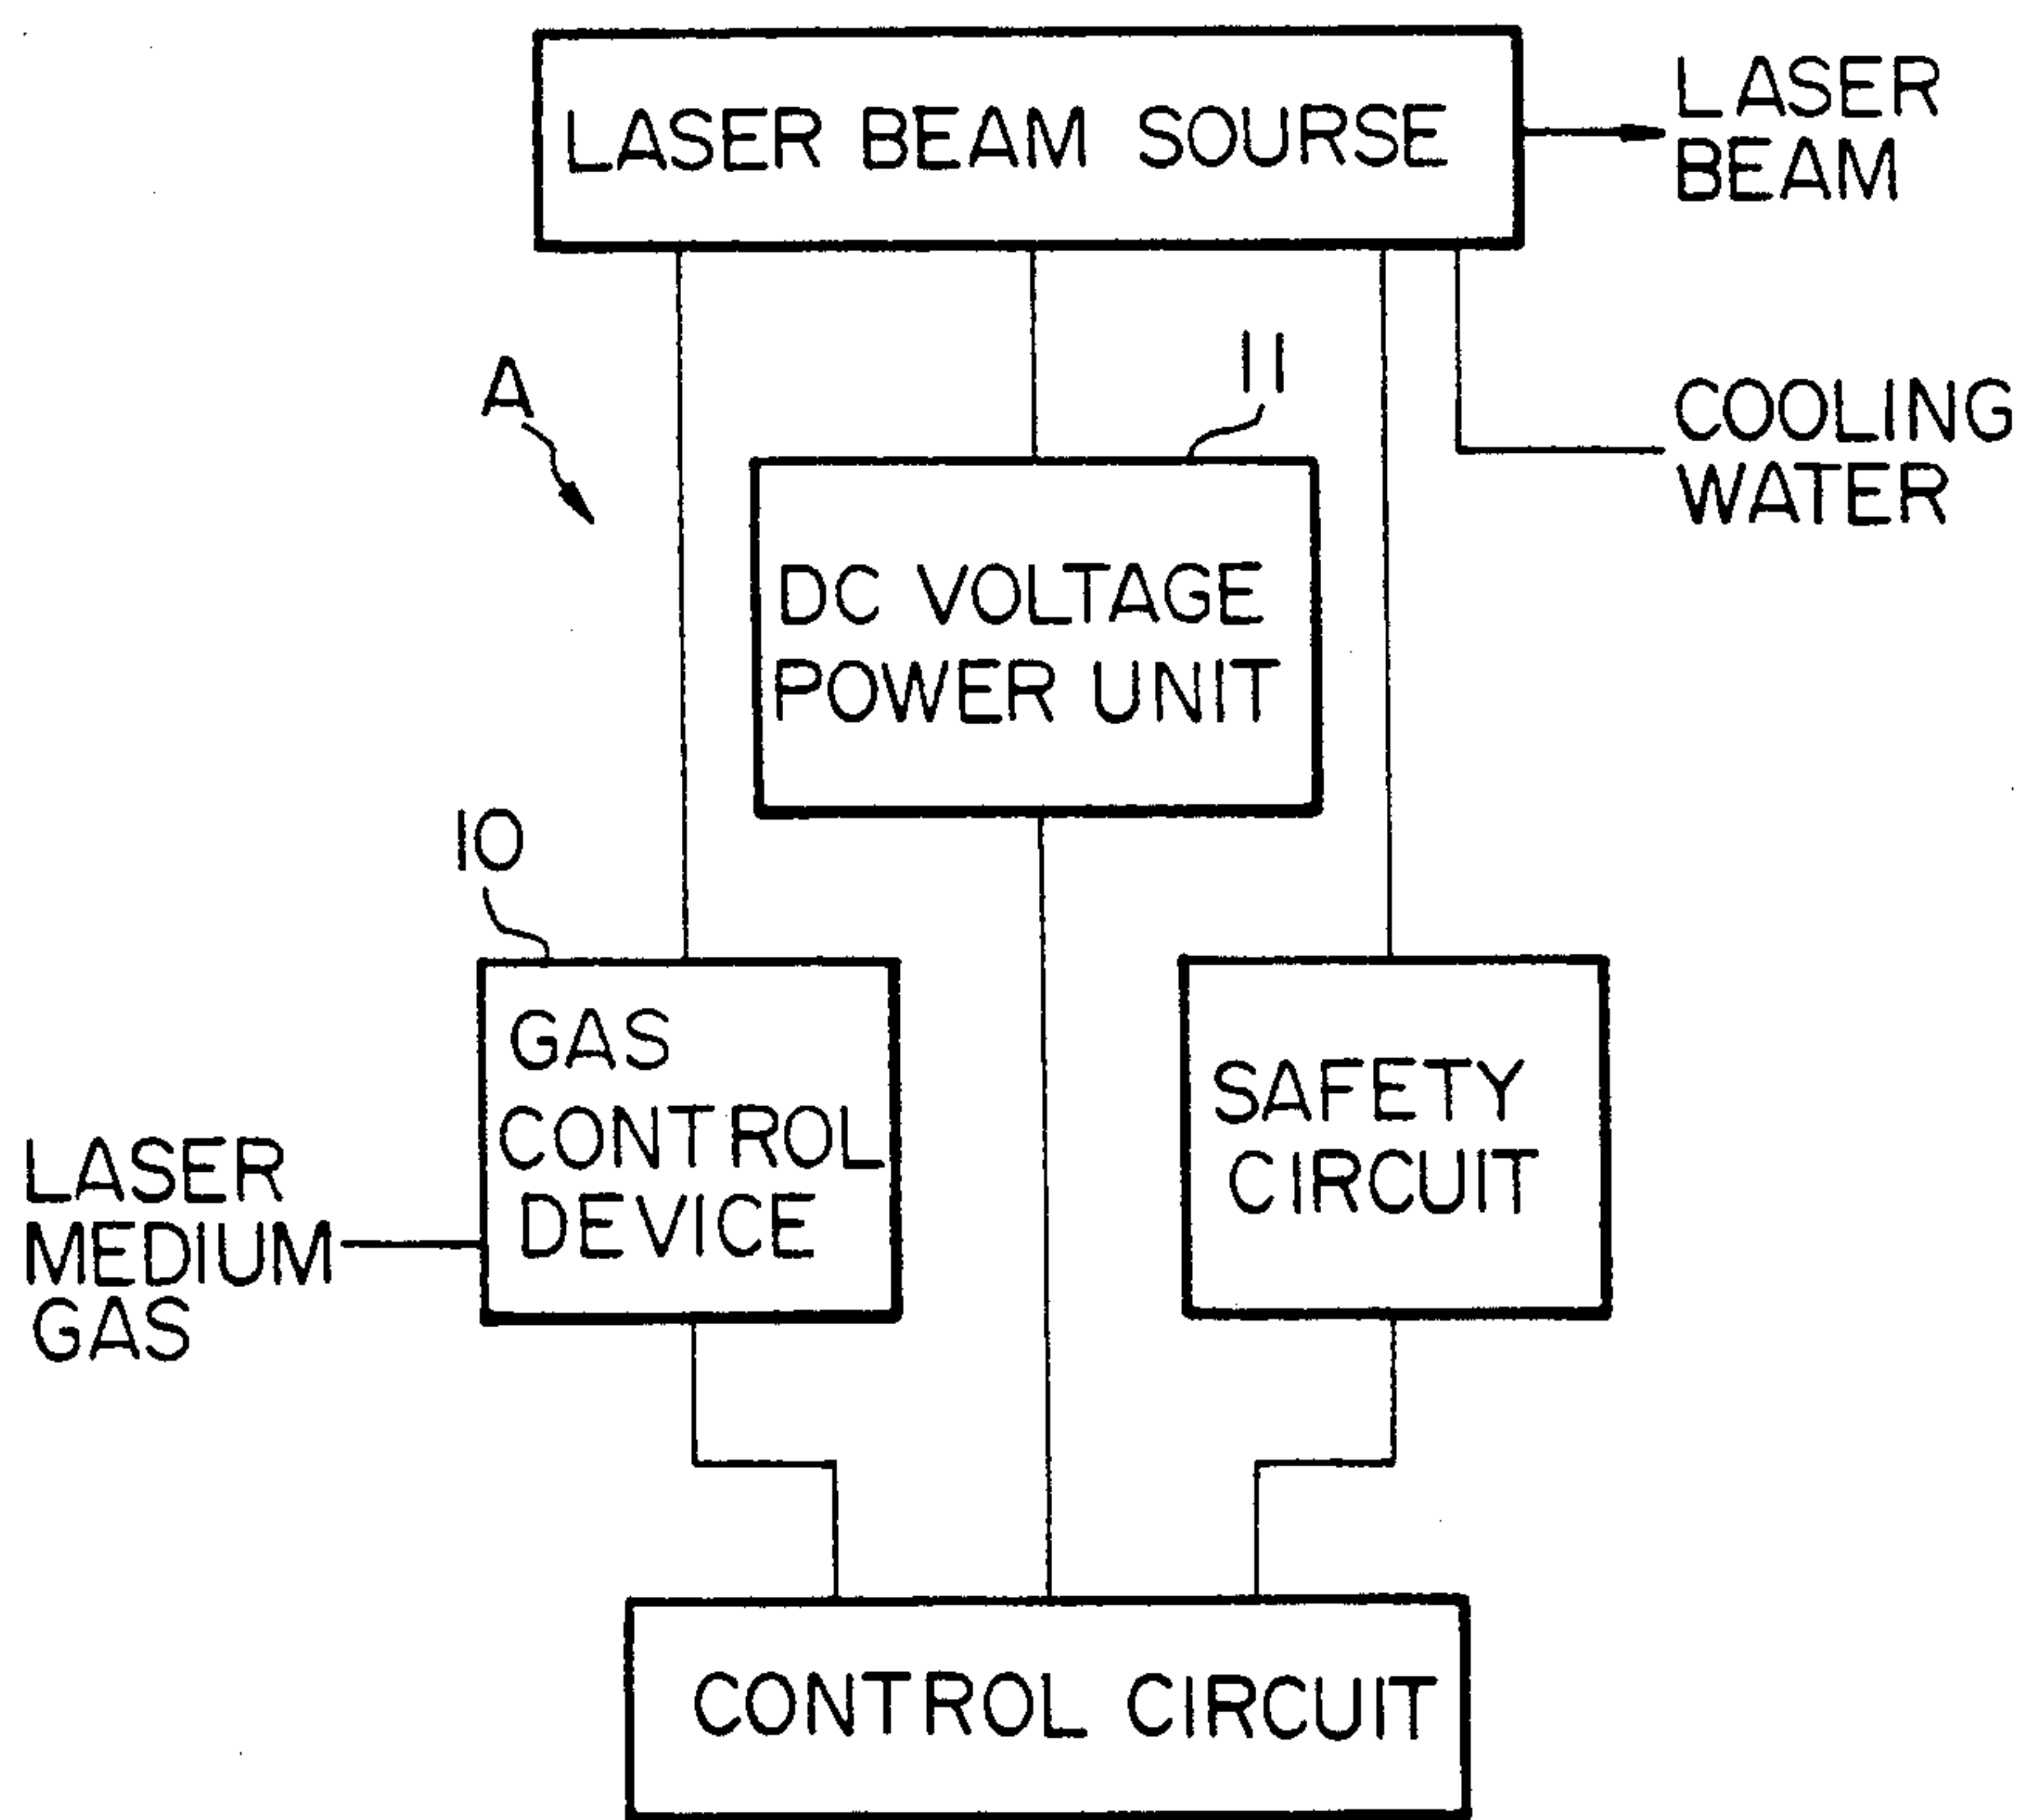 LASER BEAM SOURSE
LASER
BEAM
A
11
COOLING
WATER
DC VOLTAGE
POWER UNIT
10
GAS
CONTROL
DEVICE
SAFETY
CIRCUIT
LASER
MEDIUM
GAS
CONTROL CIRCUIT